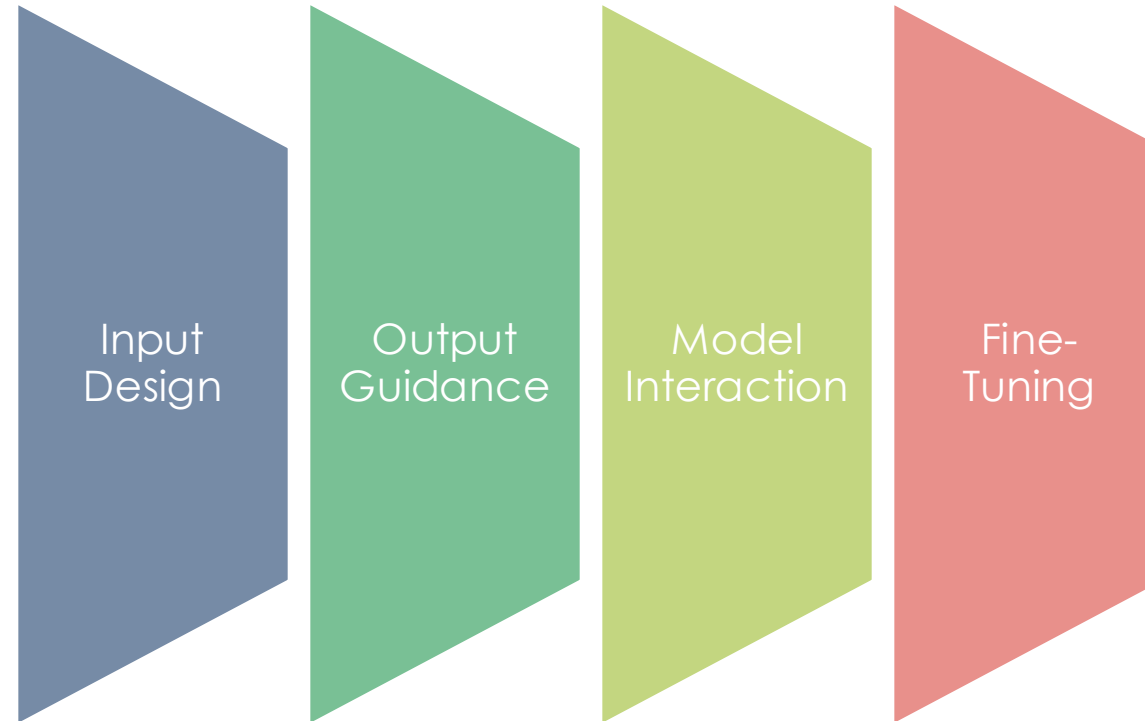 Input
Design
Output
Guidance
Model
Interaction
Fine-
Tuning